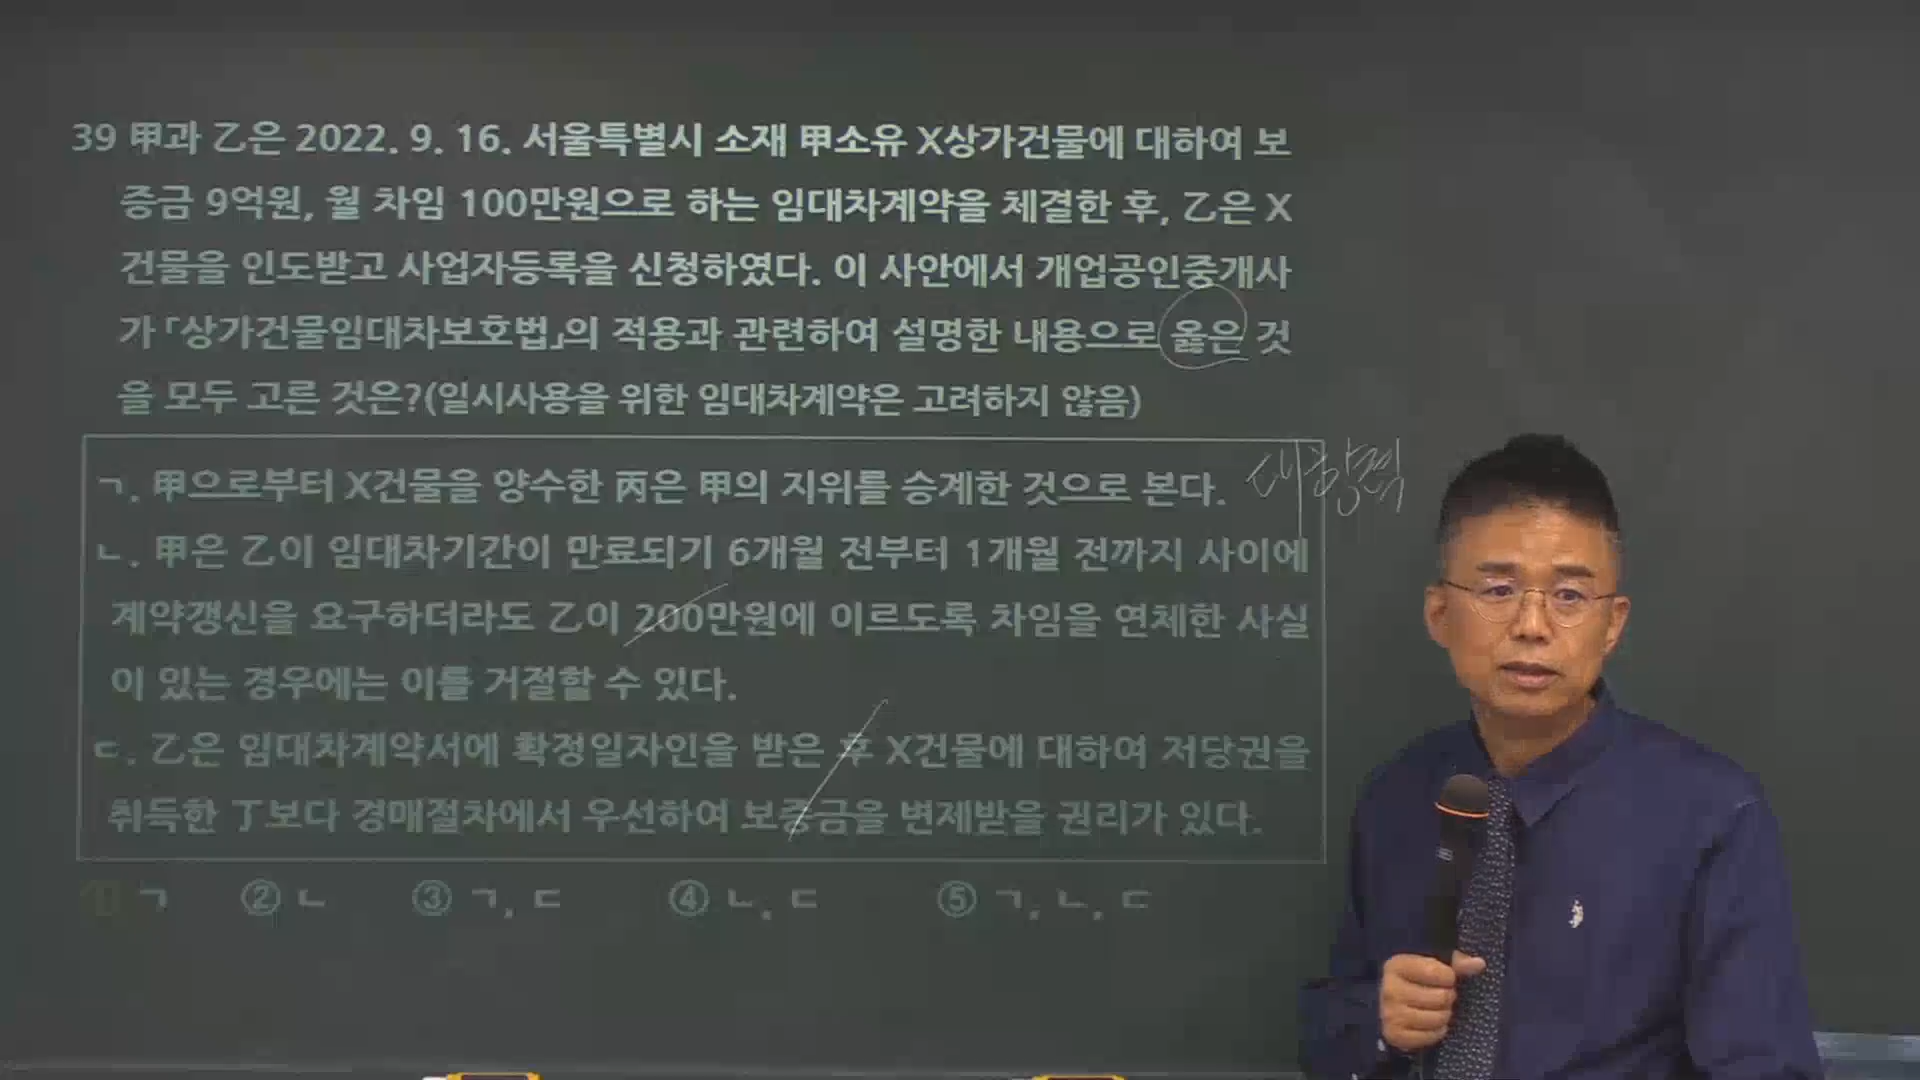 39 甲과 乙은 2022. 9. 16. 서울특별시 소재 甲소유 X상가건물에 대하여 보
증금 9억원, 월 차임 100만원으로 하는 임대차계약을 체결한 후, 乙은 X
건물을 인도받고 사업자등록을 신청하였다. 이 사안에서 개업공인중개사
가 「상가건물임대차보호법」의 적용과 관련하여 설명한 내용으로 옳은 것
을 모두 고른 것은?(일시사용을 위한 임대차계약은 고려하지 않음)
ㄱ. 甲으로부터 X건물을 양수한 丙은 甲의 지위를 승계한 것으로 본다. 대항력
ㄴ. 甲은 乙이 임대차기간이 만료되기 6개월 전부터 1개월 전까지 사이에
계약갱신을 요구하더라도 乙이 200만원에 이르도록 차임을 연체한 사실
이 있는 경우에는 이를 거절할 수 있다.
ㄷ. 乙은 임대차계약서에 확정일자인을 받은 후 X건물에 대하여 저당권을
취득한 丁보다 경매절차에서 우선하여 보증금을 변제받을 권리가 있다.
① ㄱ ② ㄴ ③ ㄱ, ㄷ ④ ㄴ, ㄷ ⑤ ㄱ, ㄴ, ㄷ